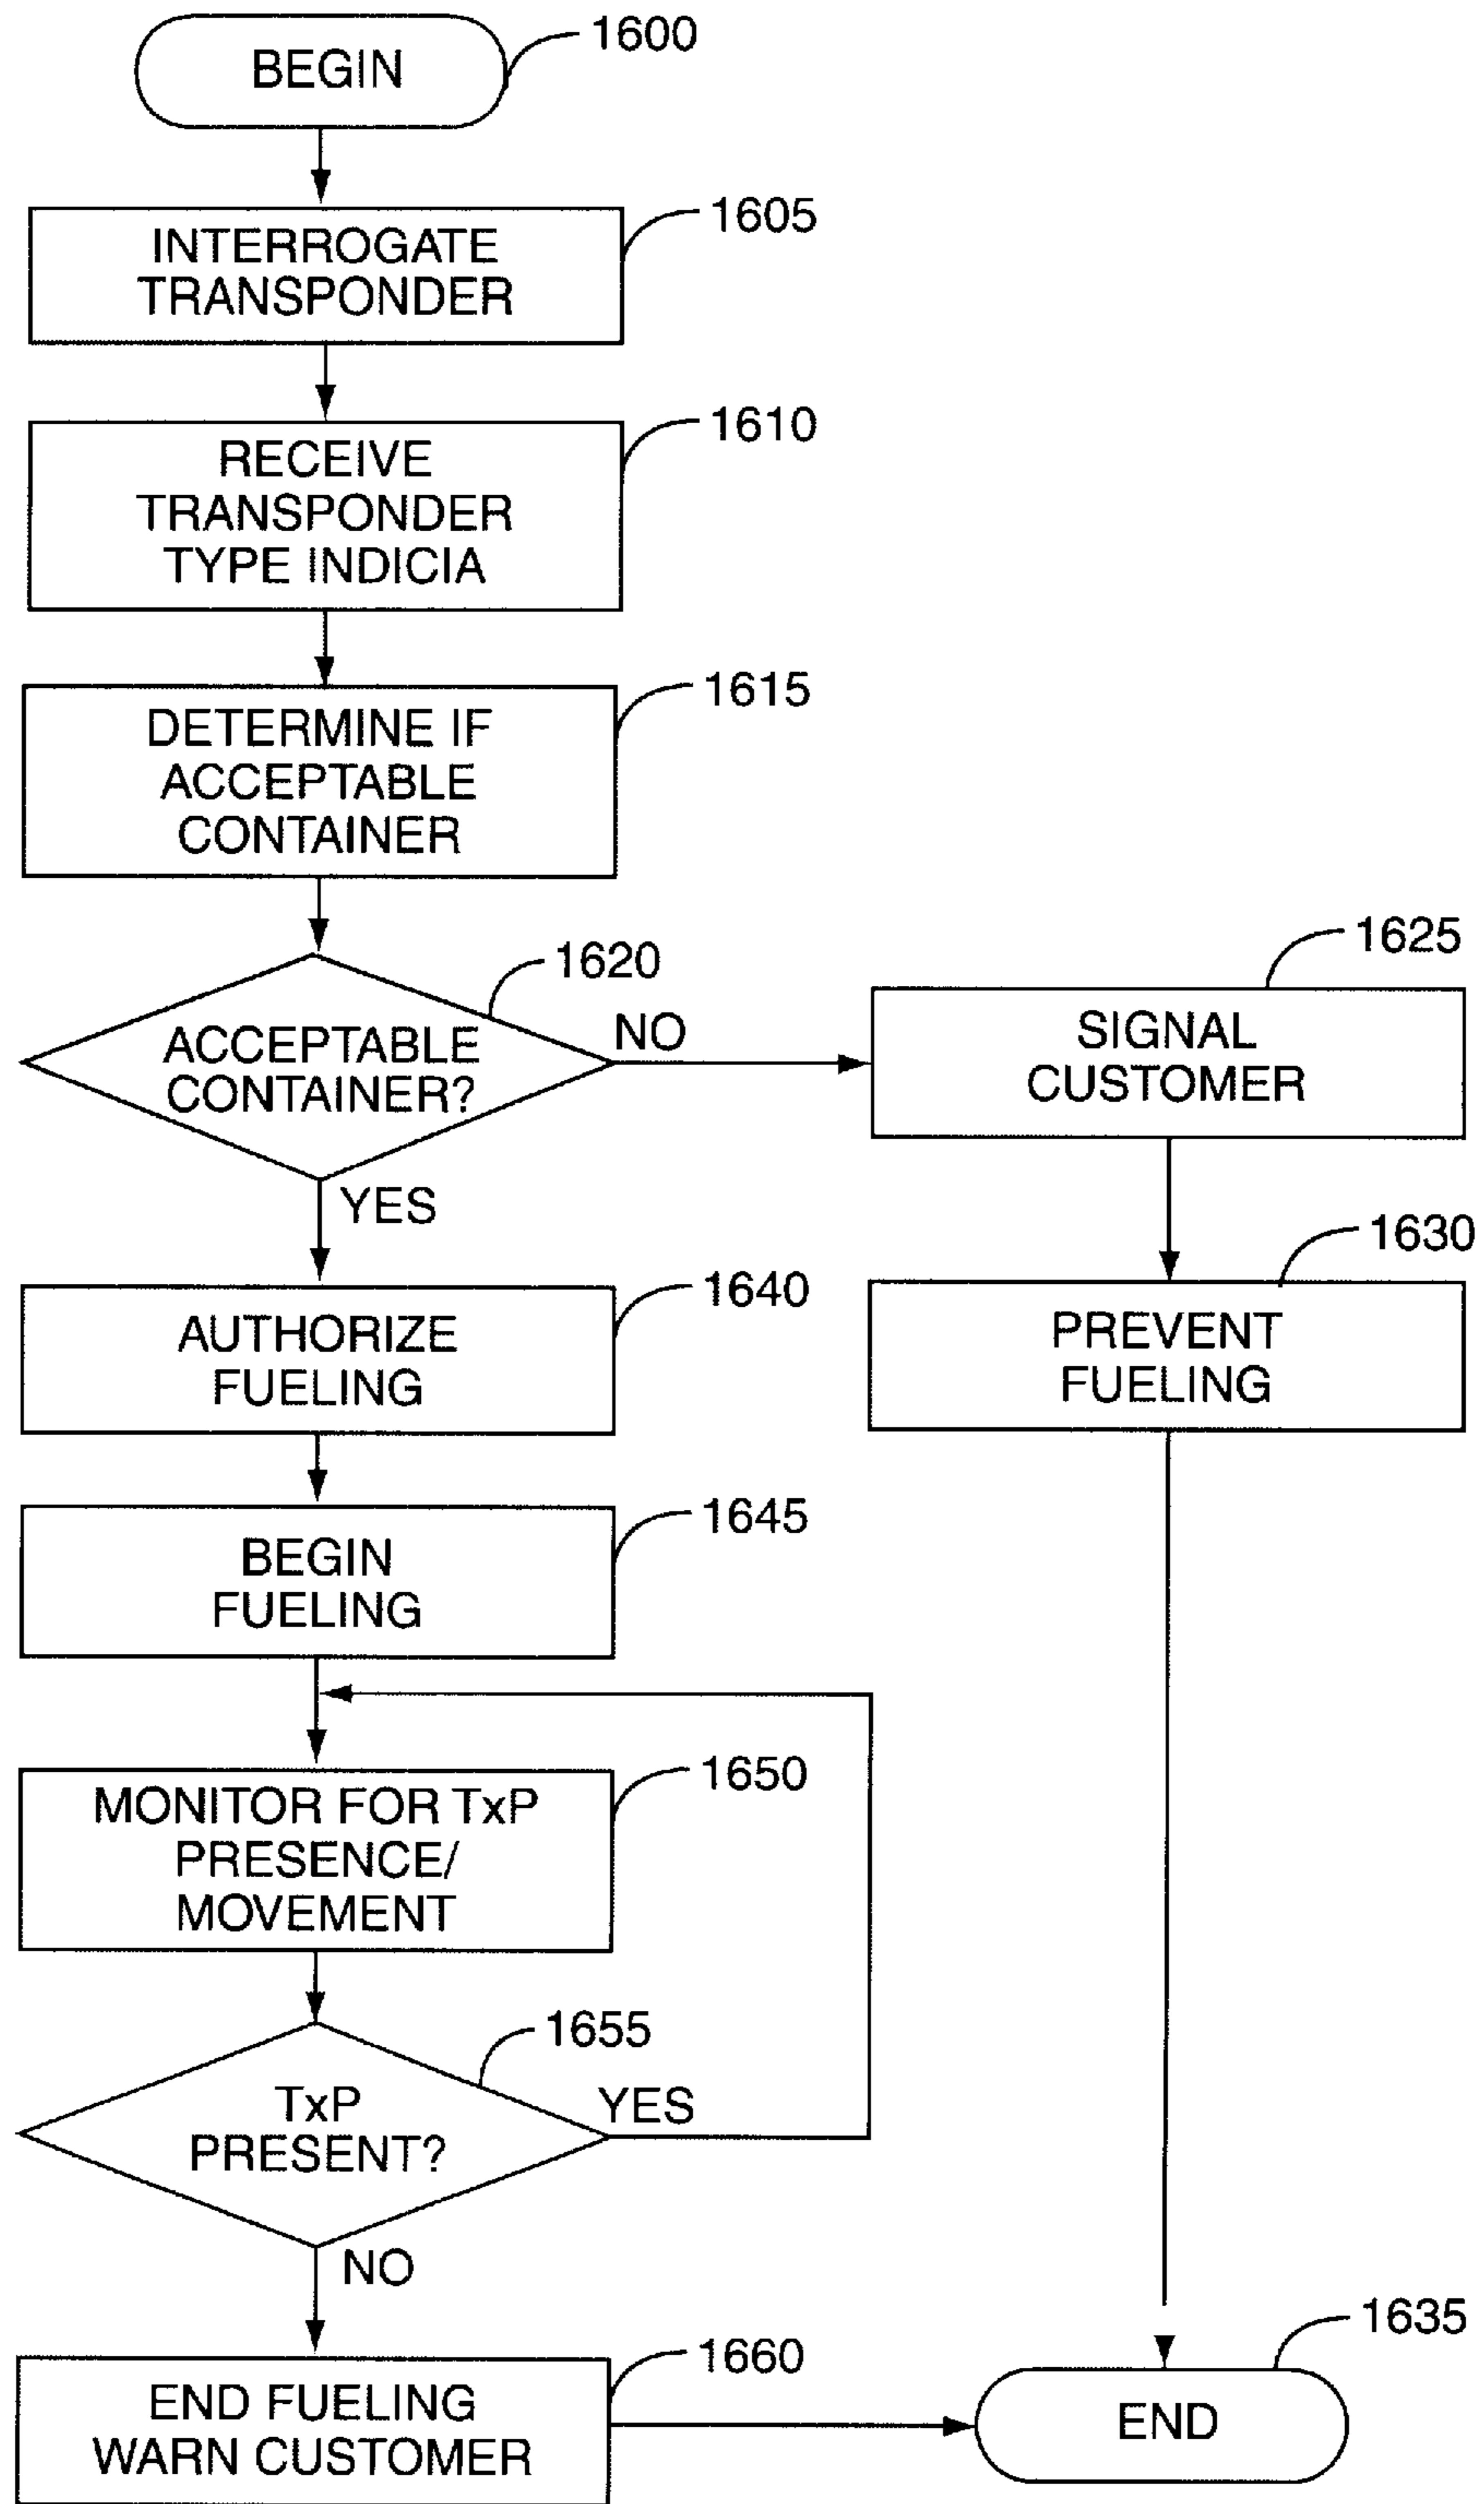 BEGIN
1600
INTERROGATE
TRANSPONDER
1605
RECEIVE
TRANSPONDER
TYPE INDICIA
1610
DETERMINE IF
ACCEPTABLE
CONTAINER
1615
ACCEPTABLE
CONTAINER?
1620
NO
YES
SIGNAL
CUSTOMER
1625
PREVENT
FUELING
1630
AUTHORIZE
FUELING
1640
BEGIN
FUELING
1645
MONITOR FOR TxP
PRESENCE/
MOVEMENT
1650
TxP
PRESENT?
1655
YES
NO
END FUELING
WARN CUSTOMER
1660
END
1635